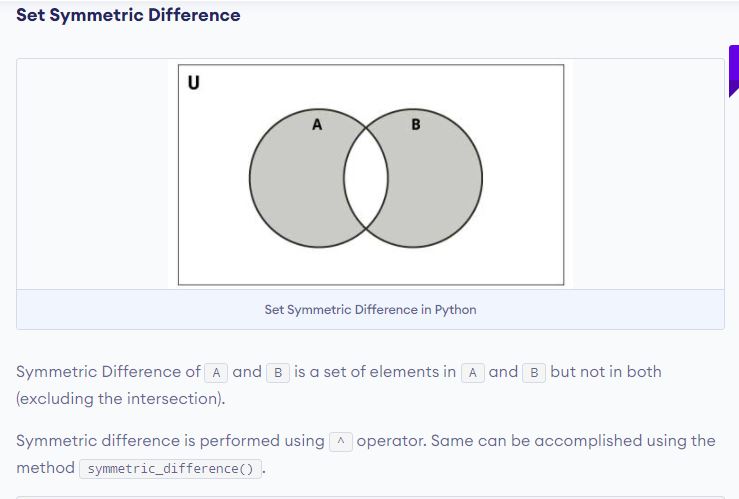 Set Symmetric Difference
U
A B
Set Symmetric Difference in Python
Symmetric Difference of A and B is a set of elements in A and B but not in both
(excluding the intersection).
Symmetric difference is performed using ^ operator. Same can be accomplished using the
method symmetric_difference() .